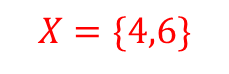 X = {4,6}